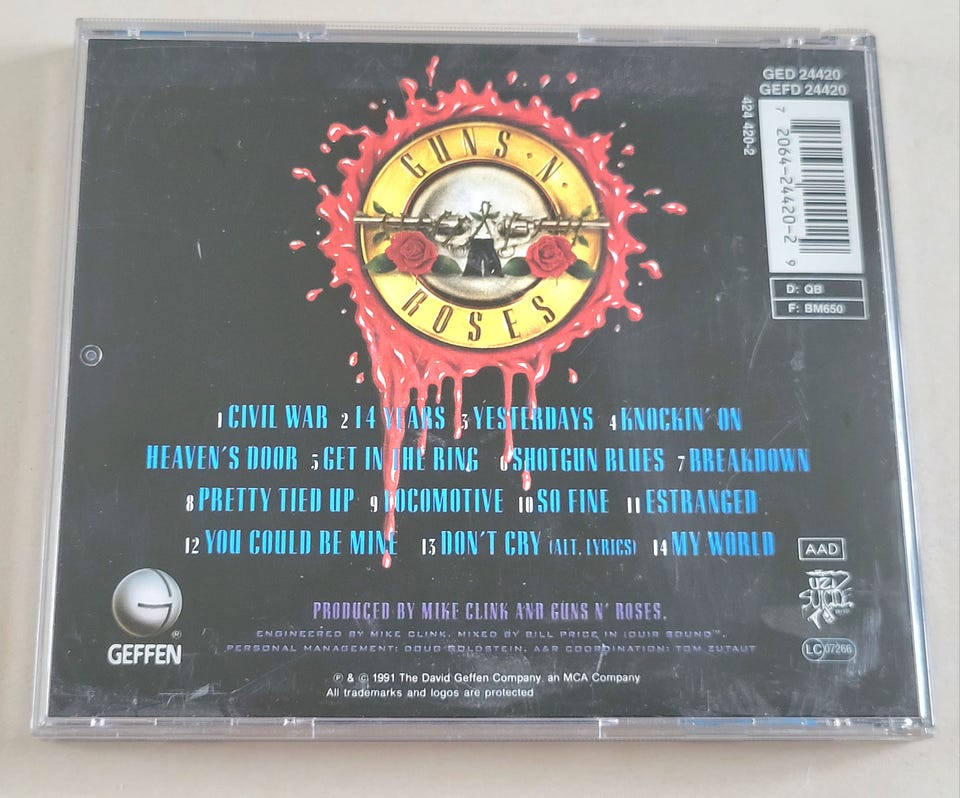 GED 24420
GEFD 24420
424 420-2
7 2064-24420-2 9
D: QB
F: BM650
GUNS · N ·
ROSES
1 CIVIL WAR 2 14 YEARS 3 YESTERDAYS 4 KNOCKIN' ON
HEAVEN'S DOOR 5 GET IN THE RING 6 SHOTGUN BLUES 7 BREAKDOWN
8 PRETTY TIED UP 9 LOCOMOTIVE 10 SO FINE 11 ESTRANGED
12 YOU COULD BE MINE 13 DON'T CRY (ALT. LYRICS) 14 MY WORLD
AAD
UZI
SUICIDE
PRODUCED BY MIKE CLINK AND GUNS N' ROSES.
ENGINEERED BY MIKE CLINK. MIXED BY BILL PRICE IN
PERSONAL MANAGEMENT: DOUG GOLDSTEIN, A&R COORDINATION: TOM ZUTAUT
LC 07266
G
®
GEFFEN
℗ & © 1991 The David Geffen Company, an MCA Company
All trademarks and logos are protected